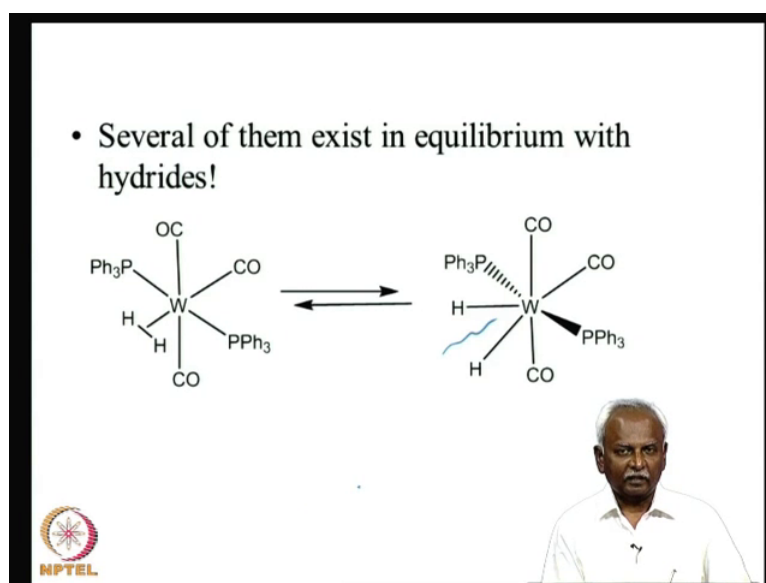 • Several of them exist in equilibrium with
hydrides!
OC
Ph3P
CO
W
H
H
PPh3
CO
CO
Ph3P
CO
H
W
PPh3
H
CO
NPTEL